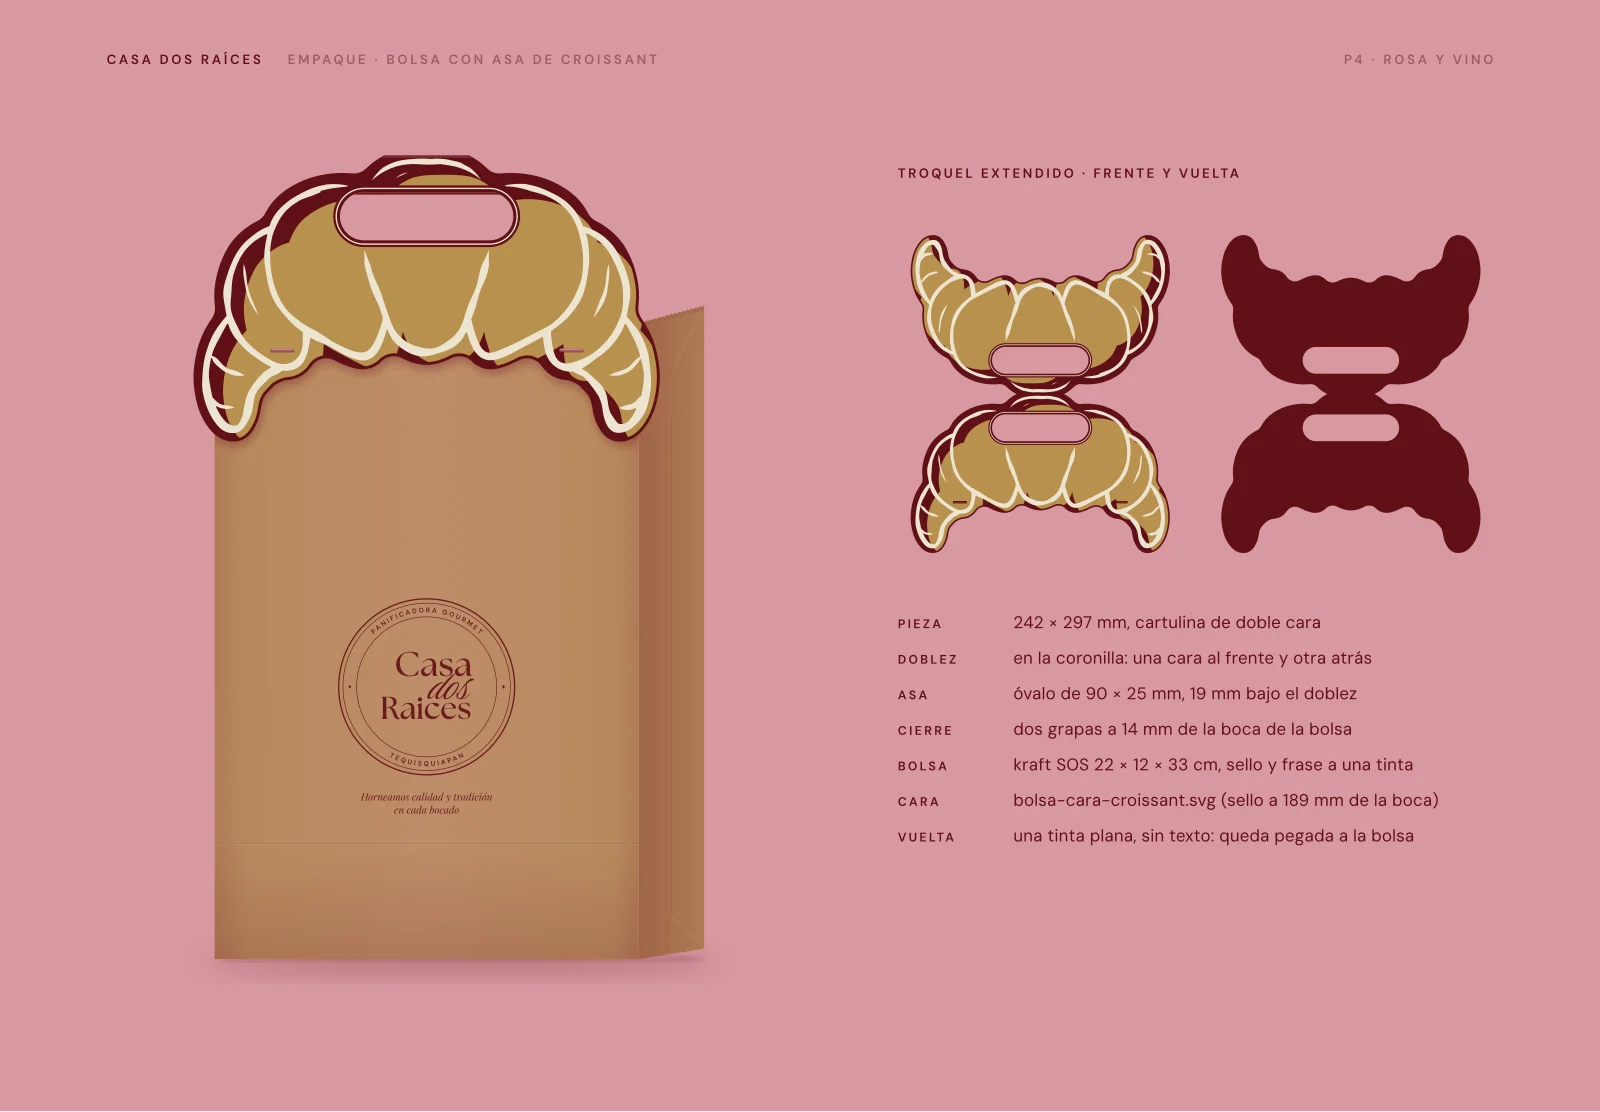 CASA DOS RAÍCES EMPAQUE · BOLSA CON ASA DE CROISSANT
P4 · ROSA Y VINO
TROQUEL EXTENDIDO · FRENTE Y VUELTA
PANIFICADORA GOURMET
Casa
dos
Raíces
TEQUISQUIAPAN
Horneamos calidad y tradición
en cada bocado
PIEZA 242 × 297 mm, cartulina de doble cara
DOBLEZ en la coronilla: una cara al frente y otra atrás
ASA óvalo de 90 × 25 mm, 19 mm bajo el doblez
CIERRE dos grapas a 14 mm de la boca de la bolsa
BOLSA kraft SOS 22 × 12 × 33 cm, sello y frase a una tinta
CARA bolsa-cara-croissant.svg (sello a 189 mm de la boca)
VUELTA una tinta plana, sin texto: queda pegada a la bolsa